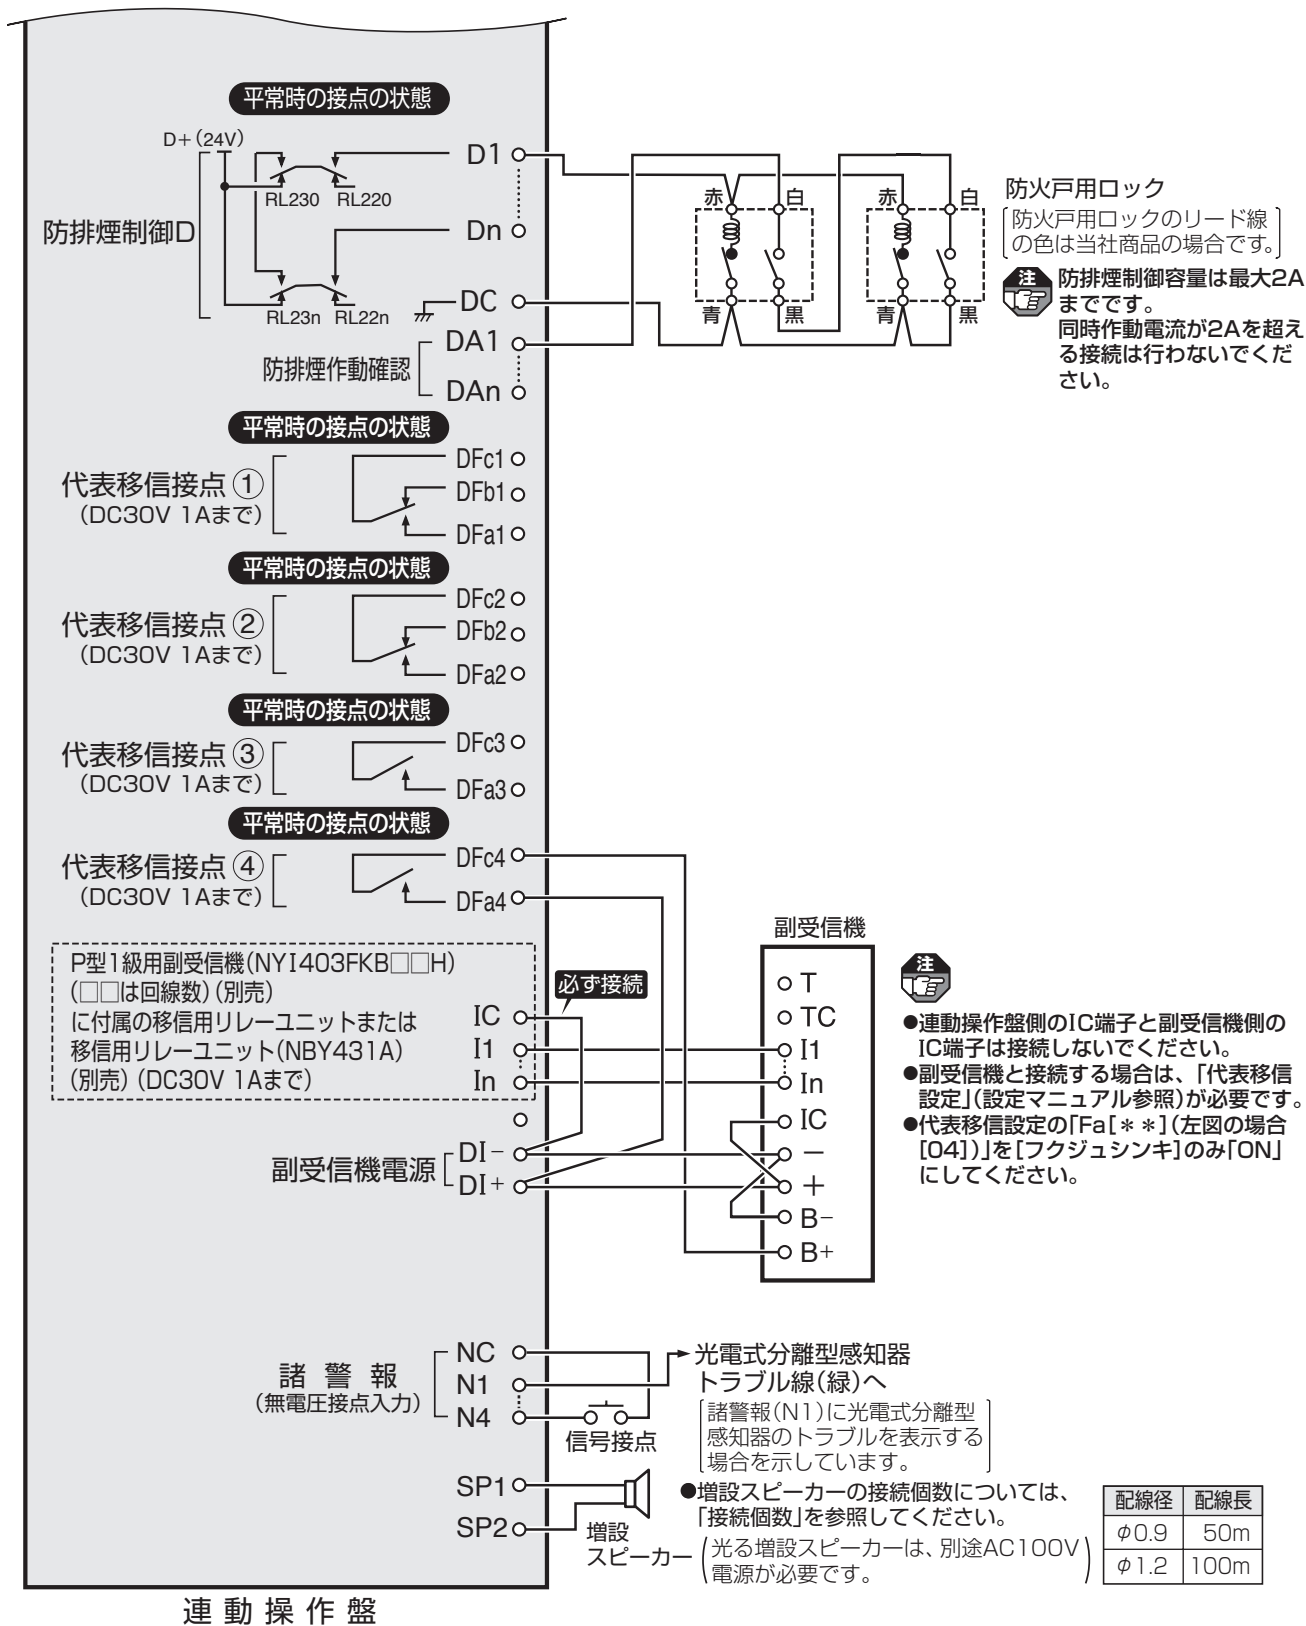 平常時の接点の状態
D+(24V)
RL230 RL220
防排煙制御D
RL23n RL22n
D1
Dn
DC
防排煙作動確認
DA1
DAn
赤 白 赤 白
青 黒 青 黒
防火戸用ロック
防火戸用ロックのリード線
の色は当社商品の場合です。
注
防排煙制御容量は最大2A
までです。
同時作動電流が2Aを超え
る接続は行わないでくだ
さい。
平常時の接点の状態
代表移信接点①
(DC30V 1Aまで)
DFc1
DFb1
DFa1
平常時の接点の状態
代表移信接点②
(DC30V 1Aまで)
DFc2
DFb2
DFa2
平常時の接点の状態
代表移信接点③
(DC30V 1Aまで)
DFc3
DFa3
平常時の接点の状態
代表移信接点④
(DC30V 1Aまで)
DFc4
DFa4
P型1級用副受信機(NYI403FKB□□H)
(□□は回線数)(別売)
に付属の移信用リレーユニットまたは
移信用リレーユニット(NBY431A)
(別売)(DC30V 1Aまで)
IC
I1
In
必ず接続
副受信機電源
DI−
DI+
副受信機
T
TC
I1
In
IC
−
+
B−
B+
注
●連動操作盤側のIC端子と副受信機側の
IC端子は接続しないでください。
●副受信機と接続する場合は、「代表移信
設定」(設定マニュアル参照)が必要です。
●代表移信設定の「Fa[＊＊](左図の場合
[04])」を[フクジュシンキ]のみ「ON」
にしてください。
諸警報
(無電圧接点入力)
NC
N1
N4
信号接点
光電式分離型感知器
トラブル線(緑)へ
諸警報(N1)に光電式分離型
感知器のトラブルを表示する
場合を示しています。
SP1
SP2
増設
スピーカー
●増設スピーカーの接続個数については、
「接続個数」を参照してください。
(光る増設スピーカーは、別途AC100V
電源が必要です。)
配線径 配線長
φ0.9 50m
φ1.2 100m
連動操作盤